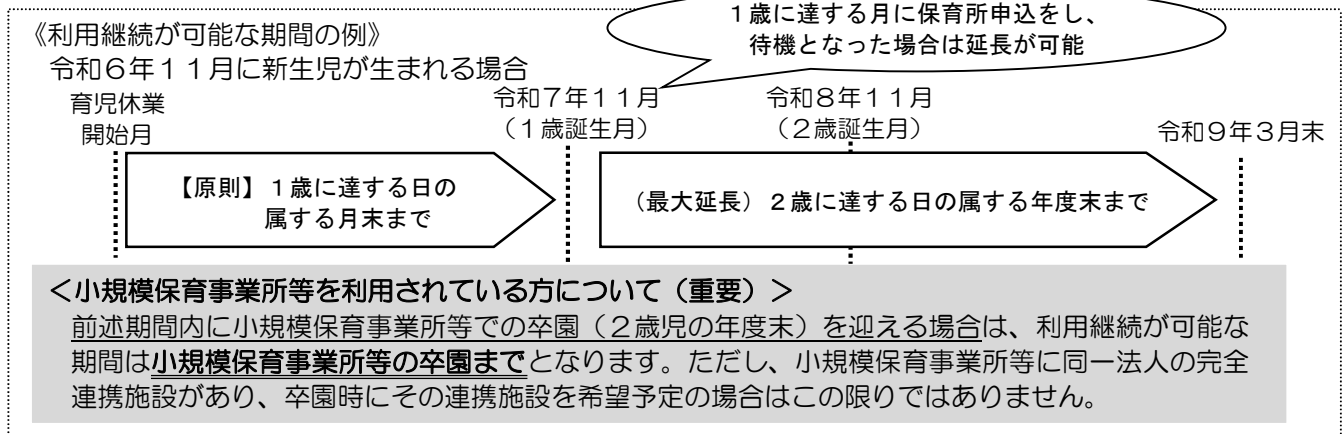 １歳に達する月に保育所申込をし、
待機となった場合は延長が可能
《利用継続が可能な期間の例》
令和６年１１月に新生児が生まれる場合
育児休業
開始月
令和７年１１月
（１歳誕生月）
令和８年１１月
（２歳誕生月）
令和９年３月末
【原則】１歳に達する日の
属する月末まで
（最大延長）２歳に達する日の属する年度末まで
＜小規模保育事業所等を利用されている方について（重要）＞
前述期間内に小規模保育事業所等での卒園（２歳児の年度末）を迎える場合は、利用継続が可能な
期間は小規模保育事業所等の卒園までとなります。ただし、小規模保育事業所等に同一法人の完全
連携施設があり、卒園時にその連携施設を希望予定の場合はこの限りではありません。